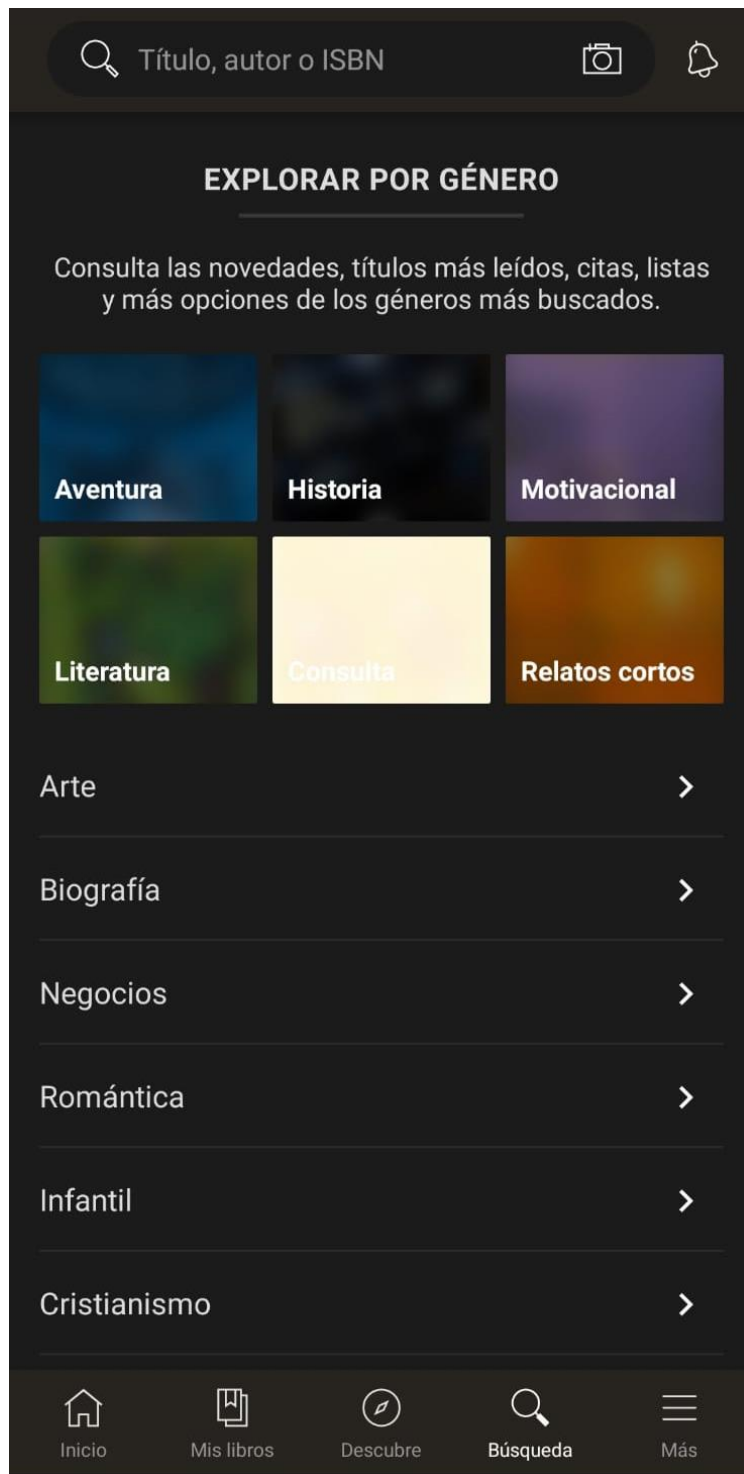 Título, autor o ISBN
EXPLORAR POR GÉNERO
Consulta las novedades, títulos más leídos, citas, listas
y más opciones de los géneros más buscados.
Aventura
Historia
Motivacional
Literatura
Consulta
Relatos cortos
Arte
Biografía
Negocios
Romántica
Infantil
Cristianismo
Inicio
Mis libros
Descubre
Búsqueda
Más